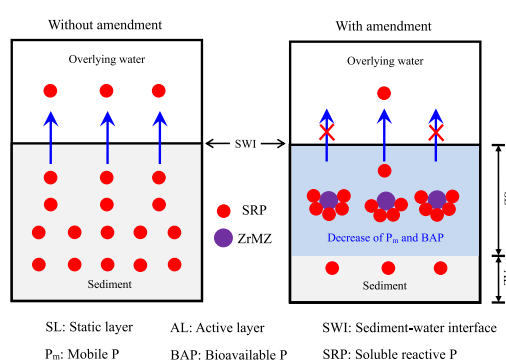 Without amendment
With amendment
Overlying water
Overlying water
SWI
SRP
ZrMZ
Decrease of Pm and BAP
Sediment
Sediment
SL: Static layer
AL: Active layer
SWI: Sediment-water interface
Pm: Mobile P
BAP: Bioavailable P
SRP: Soluble reactive P